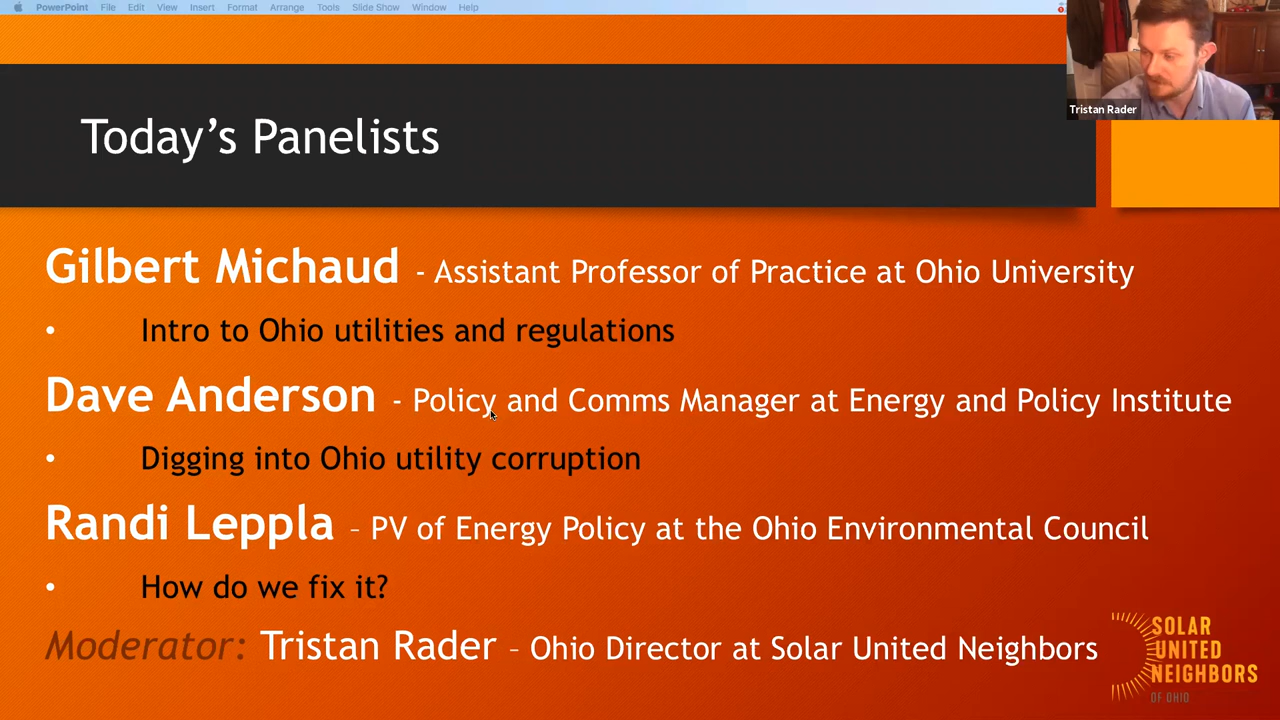 PowerPoint File Edit View Insert Format Arrange Tools Slide Show Window Help
Tristan Rader
Today’s Panelists
Gilbert Michaud - Assistant Professor of Practice at Ohio University
• Intro to Ohio utilities and regulations
Dave Anderson - Policy and Comms Manager at Energy and Policy Institute
• Digging into Ohio utility corruption
Randi Leppla – PV of Energy Policy at the Ohio Environmental Council
• How do we fix it?
Moderator: Tristan Rader – Ohio Director at Solar United Neighbors
SOLAR
UNITED
NEIGHBORS
OF OHIO